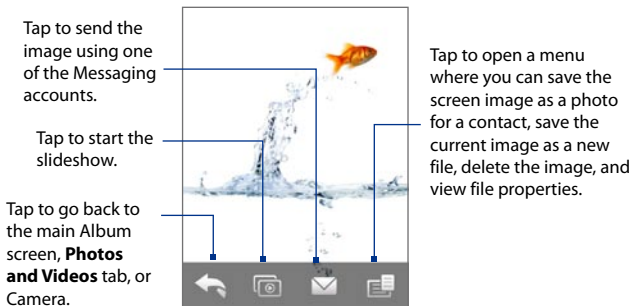 Tap to send the
image using one
of the Messaging
accounts.
Tap to start the
slideshow.
Tap to go back to
the main Album
screen, Photos
and Videos tab, or
Camera.
Tap to open a menu
where you can save the
screen image as a photo
for a contact, save the
current image as a new
file, delete the image, and
view file properties.